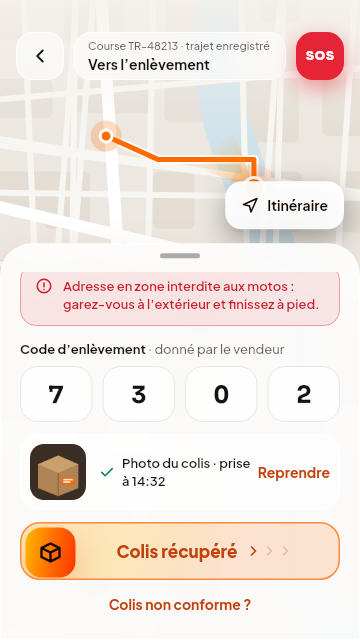 Course TR-48213 · trajet enregistré
Vers l’enlèvement
SOS
Itinéraire
Adresse en zone interdite aux motos :
garez-vous à l’extérieur et finissez à pied.
Code d’enlèvement · donné par le vendeur
7 3 0 2
Photo du colis · prise
à 14:32
Reprendre
Colis récupéré
Colis non conforme ?